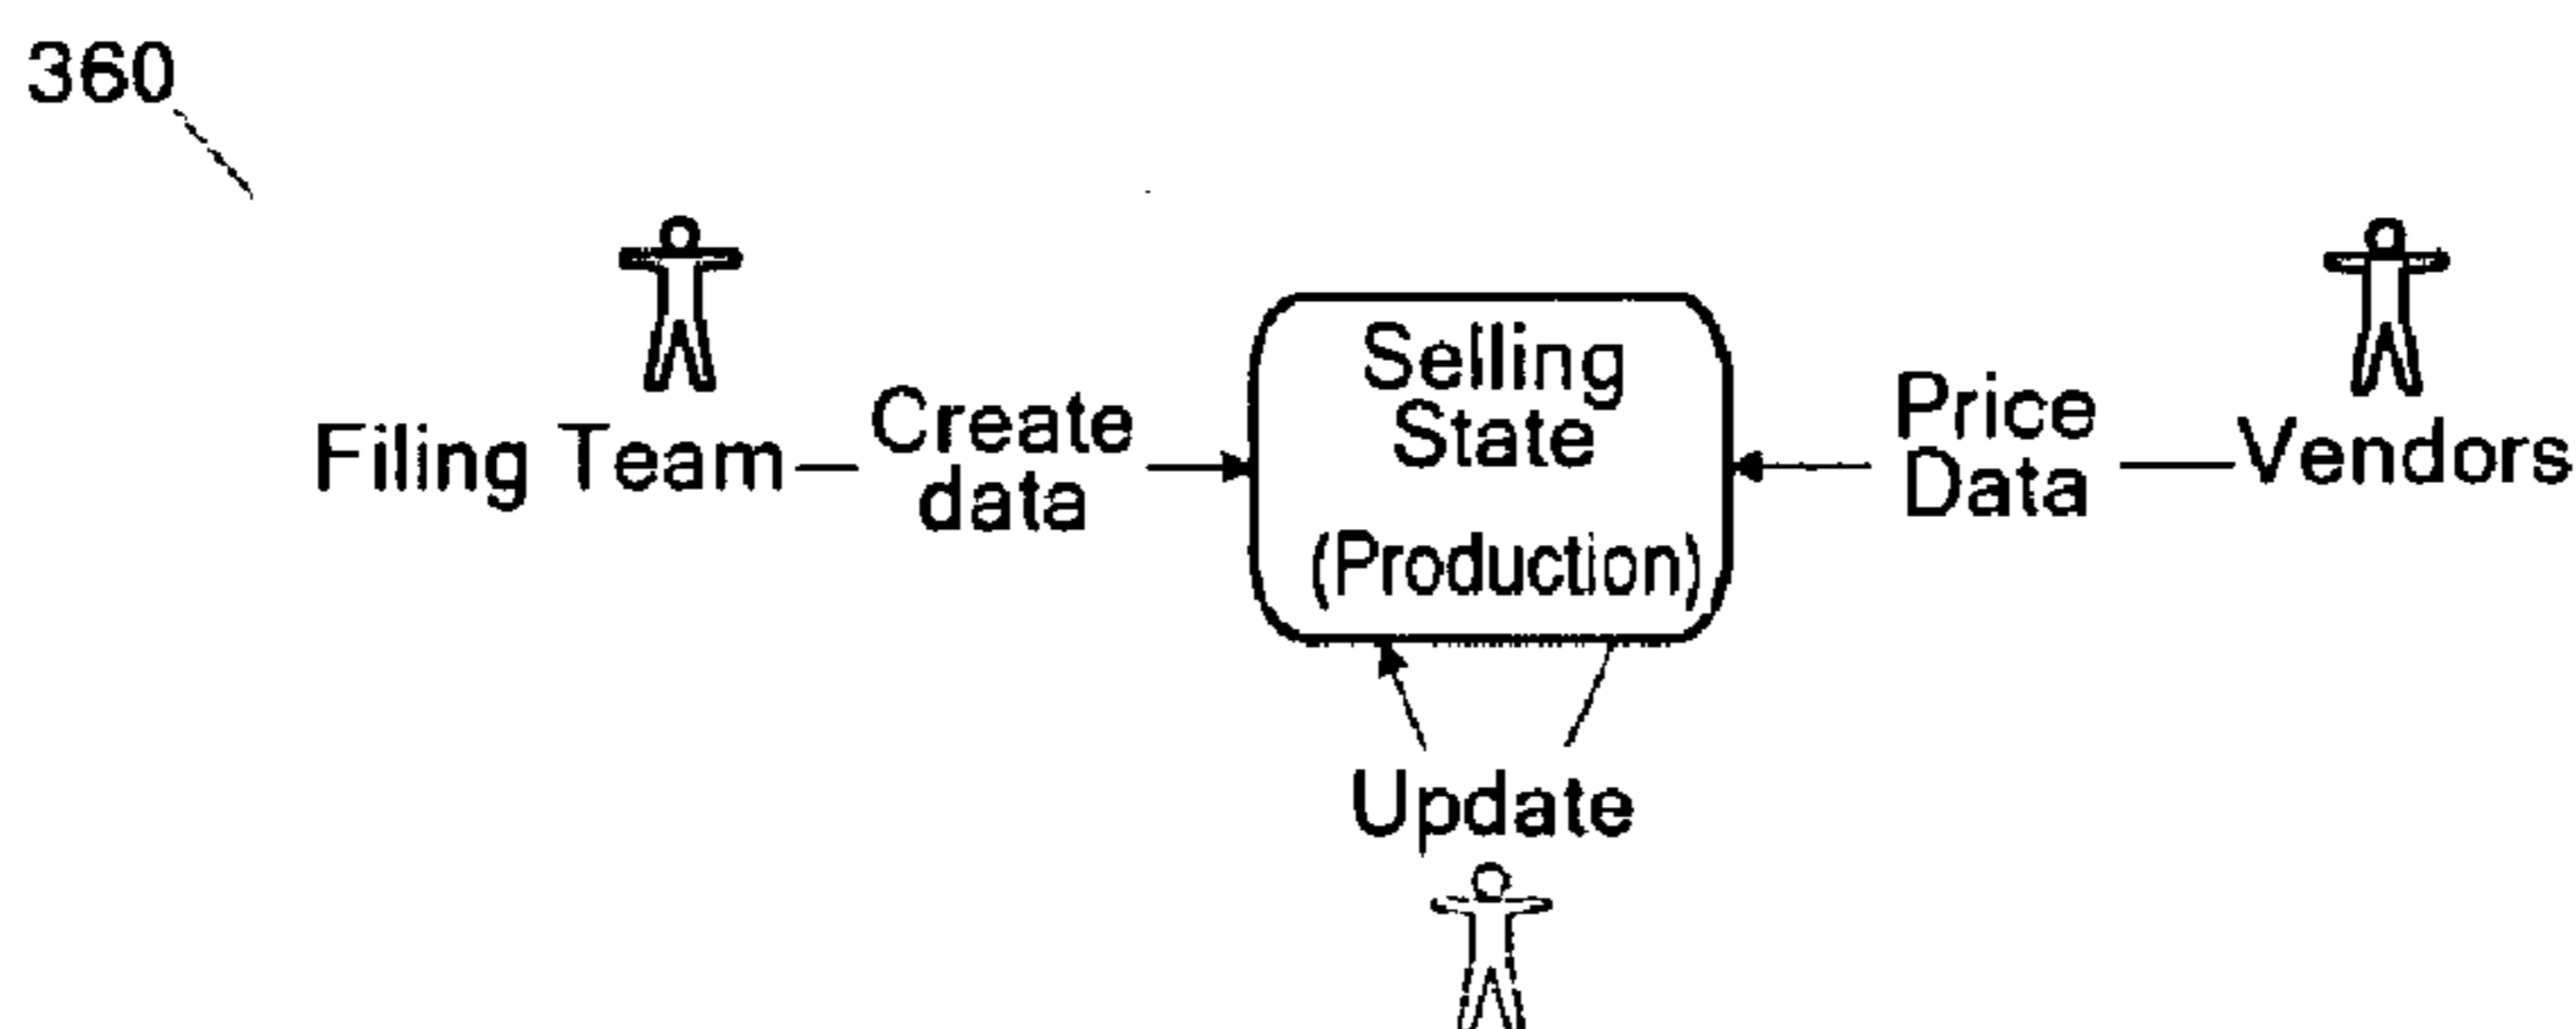 360
Filing Team
Create
data
Selling
State
(Production)
Price
Data
Vendors
Update